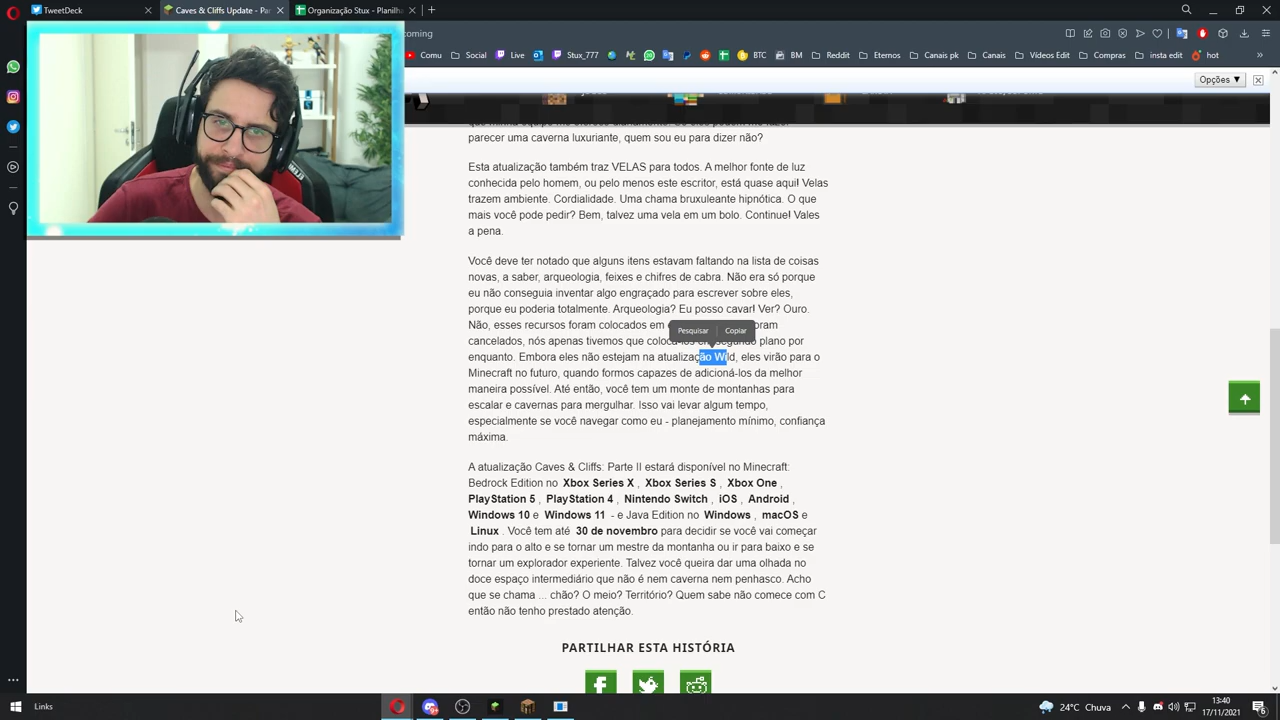 TweetDeck
Caves & Cliffs Update - Par
Organização Stux - Planilha
coming
Comu
Social
Live
Stux_777
BTC
BM
Reddit
Eternos
Canais pk
Canais
Vídeos Edit
Comprados
insta edit
hot
Opções ▼
parecer uma caverna luxuriante, quem sou eu para dizer não?
Esta atualização também traz VELAS para todos. A melhor fonte de luz
conhecida pelo homem, ou pelo menos este escritor, está quase aqui! Velas
trazem ambiente. Cordialidade. Uma chama bruxuleante hipnótica. O que
mais você pode pedir? Bem, talvez uma vela em um bolo. Continue! Vales
a pena.
Você deve ter notado que alguns itens estavam faltando na lista de coisas
novas, a saber, arqueologia, feixes e chifres de cabra. Não era só porque
eu não conseguia inventar algo engraçado para escrever sobre eles,
porque eu poderia totalmente. Arqueologia? Eu posso cavar! Ver? Ouro.
Não, esses recursos foram colocados em
Pesquisar
Copiar
cancelados, nós apenas tivemos que colocá-los em segundo plano por
enquanto. Embora eles não estejam na atualização Wild, eles virão para o
Minecraft no futuro, quando formos capazes de adicioná-los da melhor
maneira possível. Até então, você tem um monte de montanhas para
escalar e cavernas para mergulhar. Isso vai levar algum tempo,
especialmente se você navegar como eu - planejamento mínimo, confiança
máxima.
A atualização Caves & Cliffs: Parte II estará disponível no Minecraft:
Bedrock Edition no Xbox Series X , Xbox Series S , Xbox One ,
PlayStation 5 , PlayStation 4 , Nintendo Switch , iOS , Android ,
Windows 10 e Windows 11 - e Java Edition no Windows , macOS e
Linux . Você tem até 30 de novembro para decidir se você vai começar
indo para o alto e se tornar um mestre da montanha ou ir para baixo e se
tornar um explorador experiente. Talvez você queira dar uma olhada no
doce espaço intermediário que não é nem caverna nem penhasco. Acho
que se chama ... chão? O meio? Território? Quem sabe não comece com C
então não tenho prestado atenção.
PARTILHAR ESTA HISTÓRIA
Links
24°C Chuva
13:40
17/11/2021